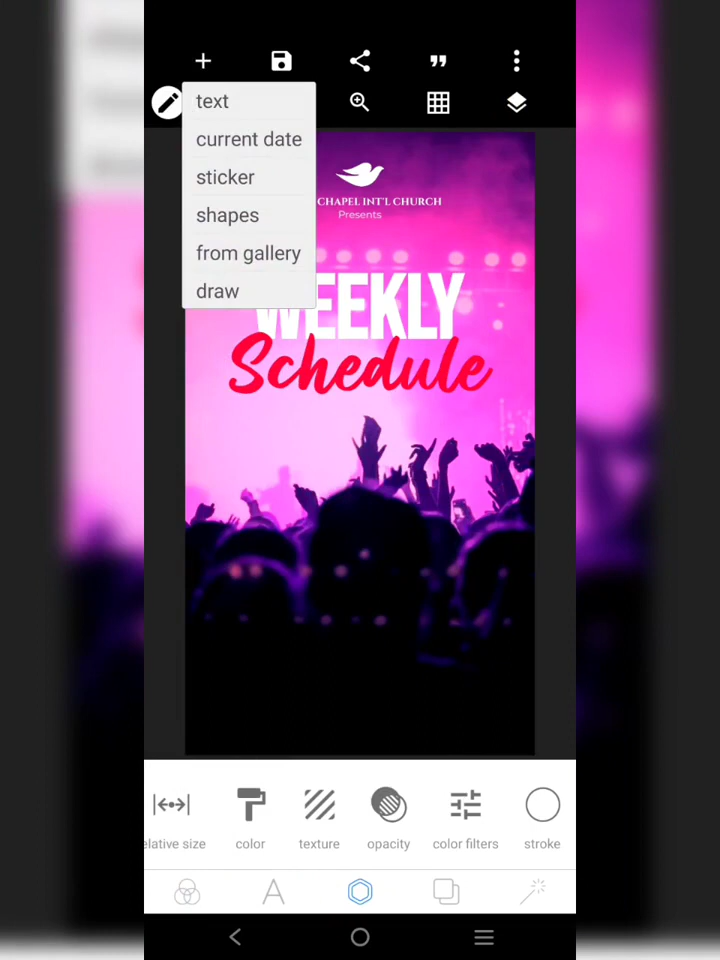 text
current date
sticker
shapes
from gallery
draw
CHAPEL INT'L CHURCH
Presents
WEEKLY
Schedule
elative size
color
texture
opacity
color filters
stroke